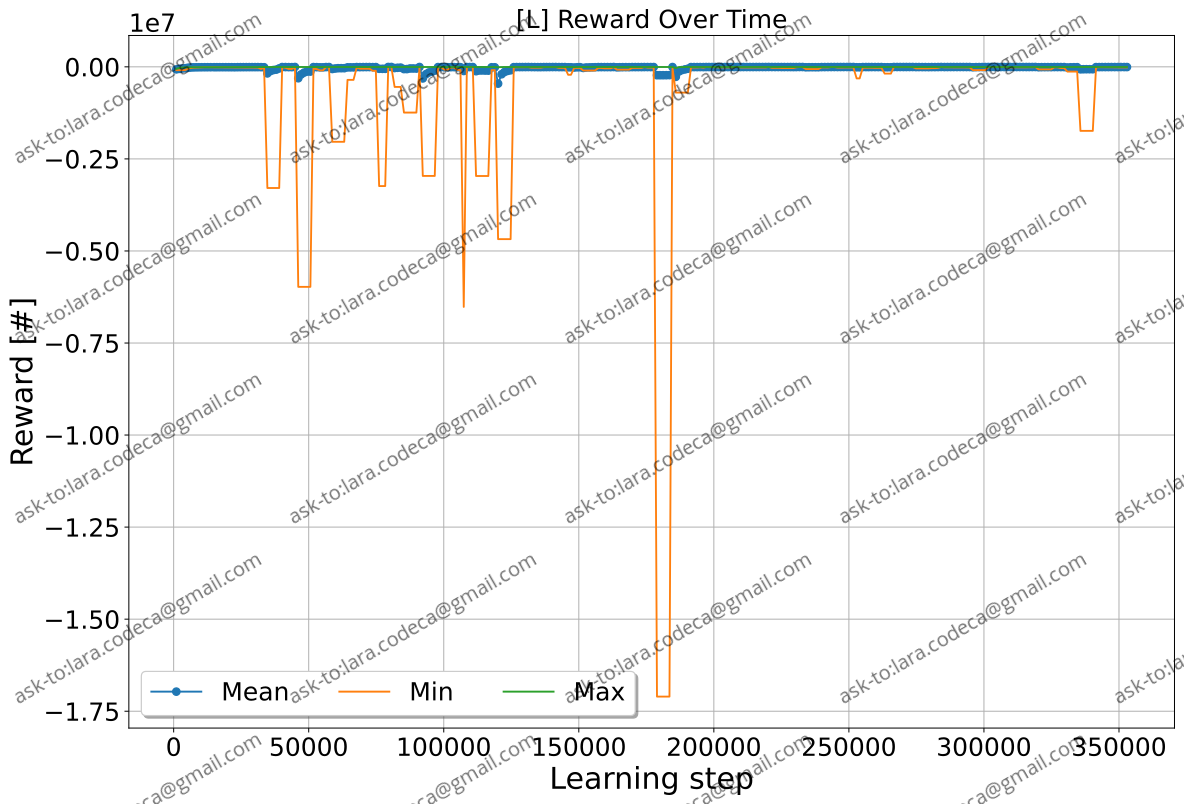 [L] Reward Over Time
1e7
0.00
−0.25
−0.50
−0.75
−1.00
−1.25
−1.50
−1.75
Reward [#]
0 50000 100000 150000 200000 250000 300000 350000
Learning step
Mean Min Max
ask-to:lara.codeca@gmail.com